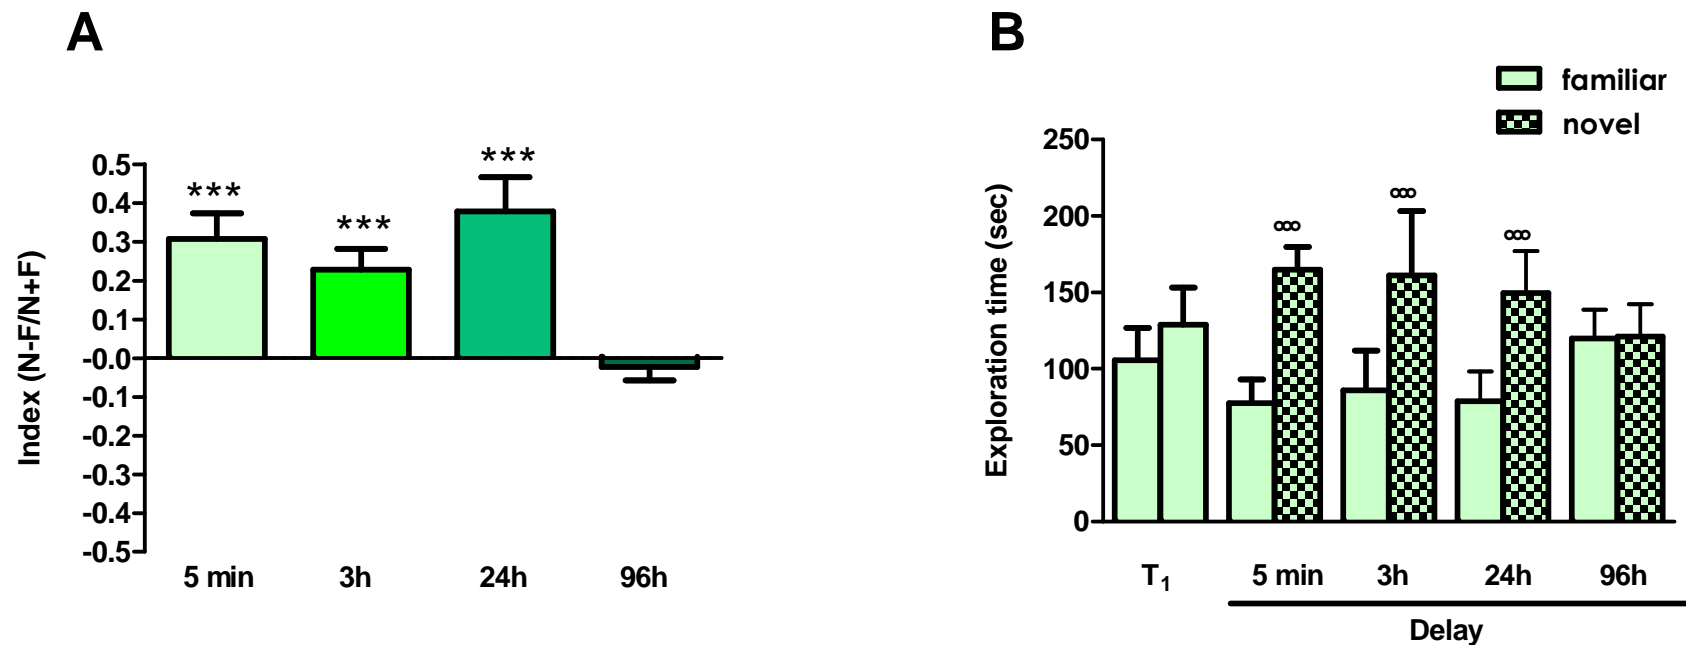 A
0.5
0.4
0.3
0.2
0.1
-0.0
-0.1
-0.2
-0.3
-0.4
-0.5
Index (N-F/N+F)
***
***
***
5 min 3h 24h 96h
B
familiar
novel
250
200
150
100
50
0
Exploration time (sec)
°°°
°°°
°°°
T1 5 min 3h 24h 96h
Delay